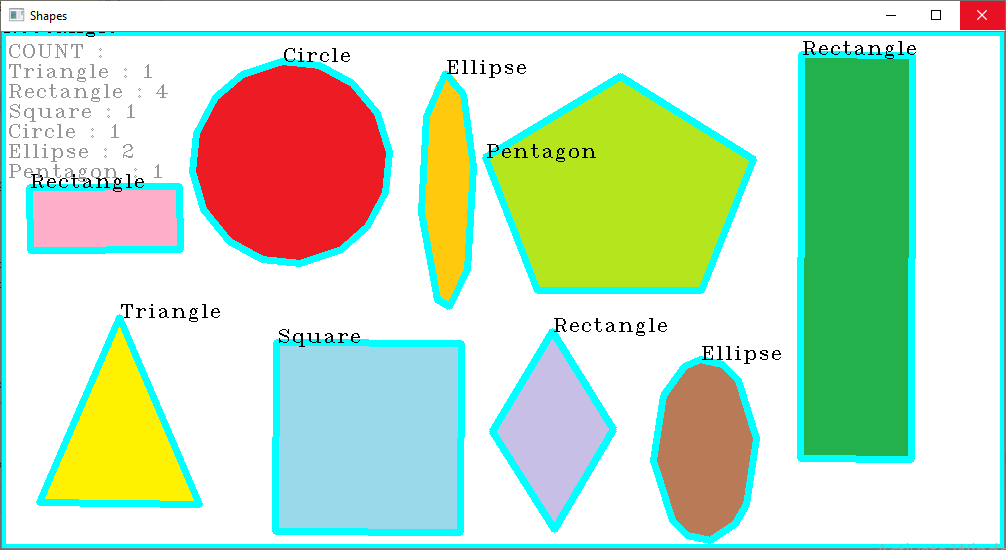 Shapes
COUNT :
Triangle : 1
Rectangle : 4
Square : 1
Circle : 1
Ellipse : 2
Pentagon : 1
Circle
Ellipse
Rectangle
Pentagon
Rectangle
Triangle
Square
Rectangle
Ellipse